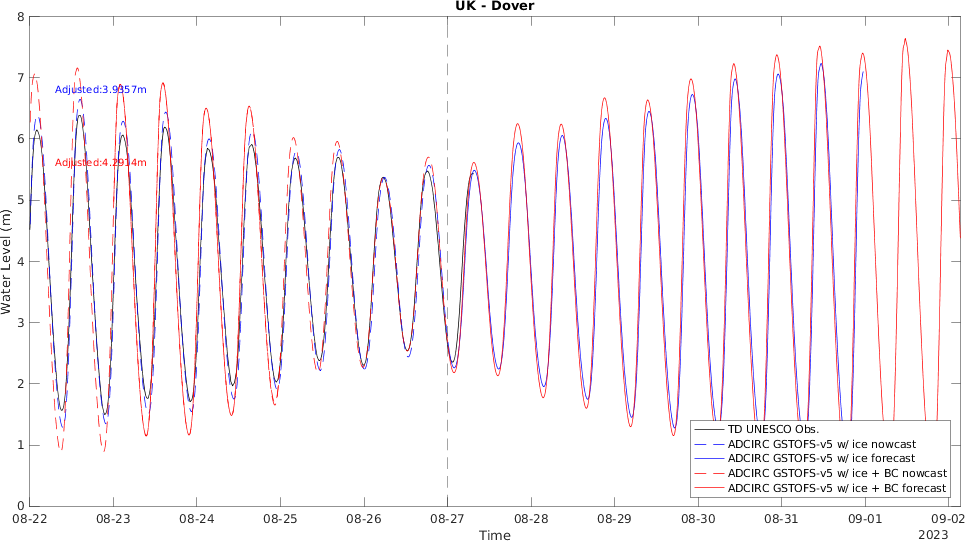 UK - Dover
8
7
6
5
4
3
2
1
0
Water Level (m)
Adjusted:3.9357m
Adjusted:4.2914m
TD UNESCO Obs.
ADCIRC GSTOFS-v5 w/ ice nowcast
ADCIRC GSTOFS-v5 w/ ice forecast
ADCIRC GSTOFS-v5 w/ ice + BC nowcast
ADCIRC GSTOFS-v5 w/ ice + BC forecast
08-22 08-23 08-24 08-25 08-26 08-27 08-28 08-29 08-30 08-31 09-01 09-02
Time
2023